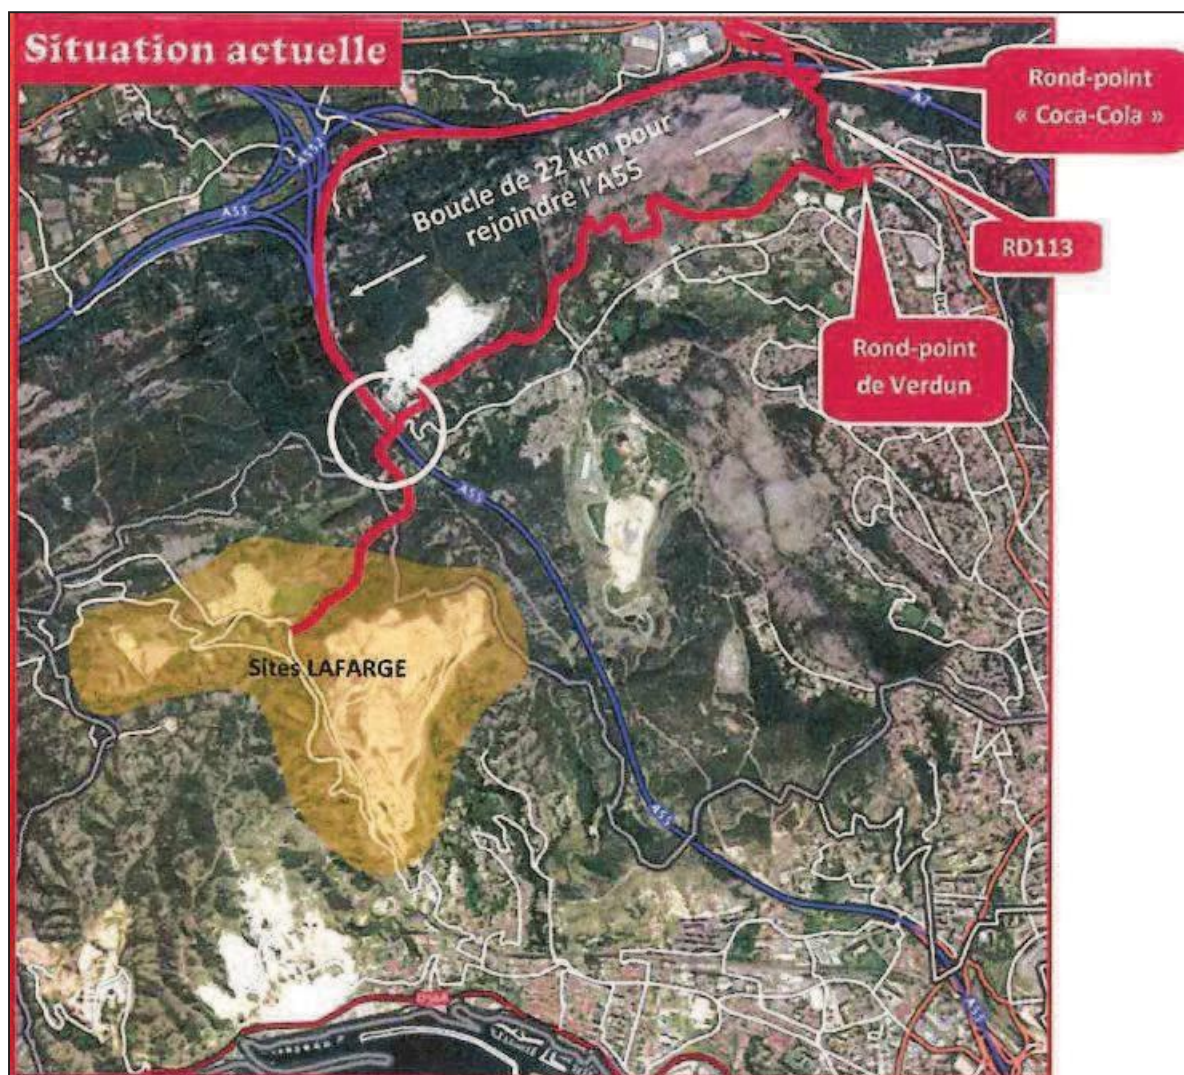 Situation actuelle
Rond-point
« Coca-Cola »
A7
A552
Boucle de 22 km pour
rejoindre l'A55
A55
RD113
Rond-point
de Verdun
A55
Sites LAFARGE
A55
A55